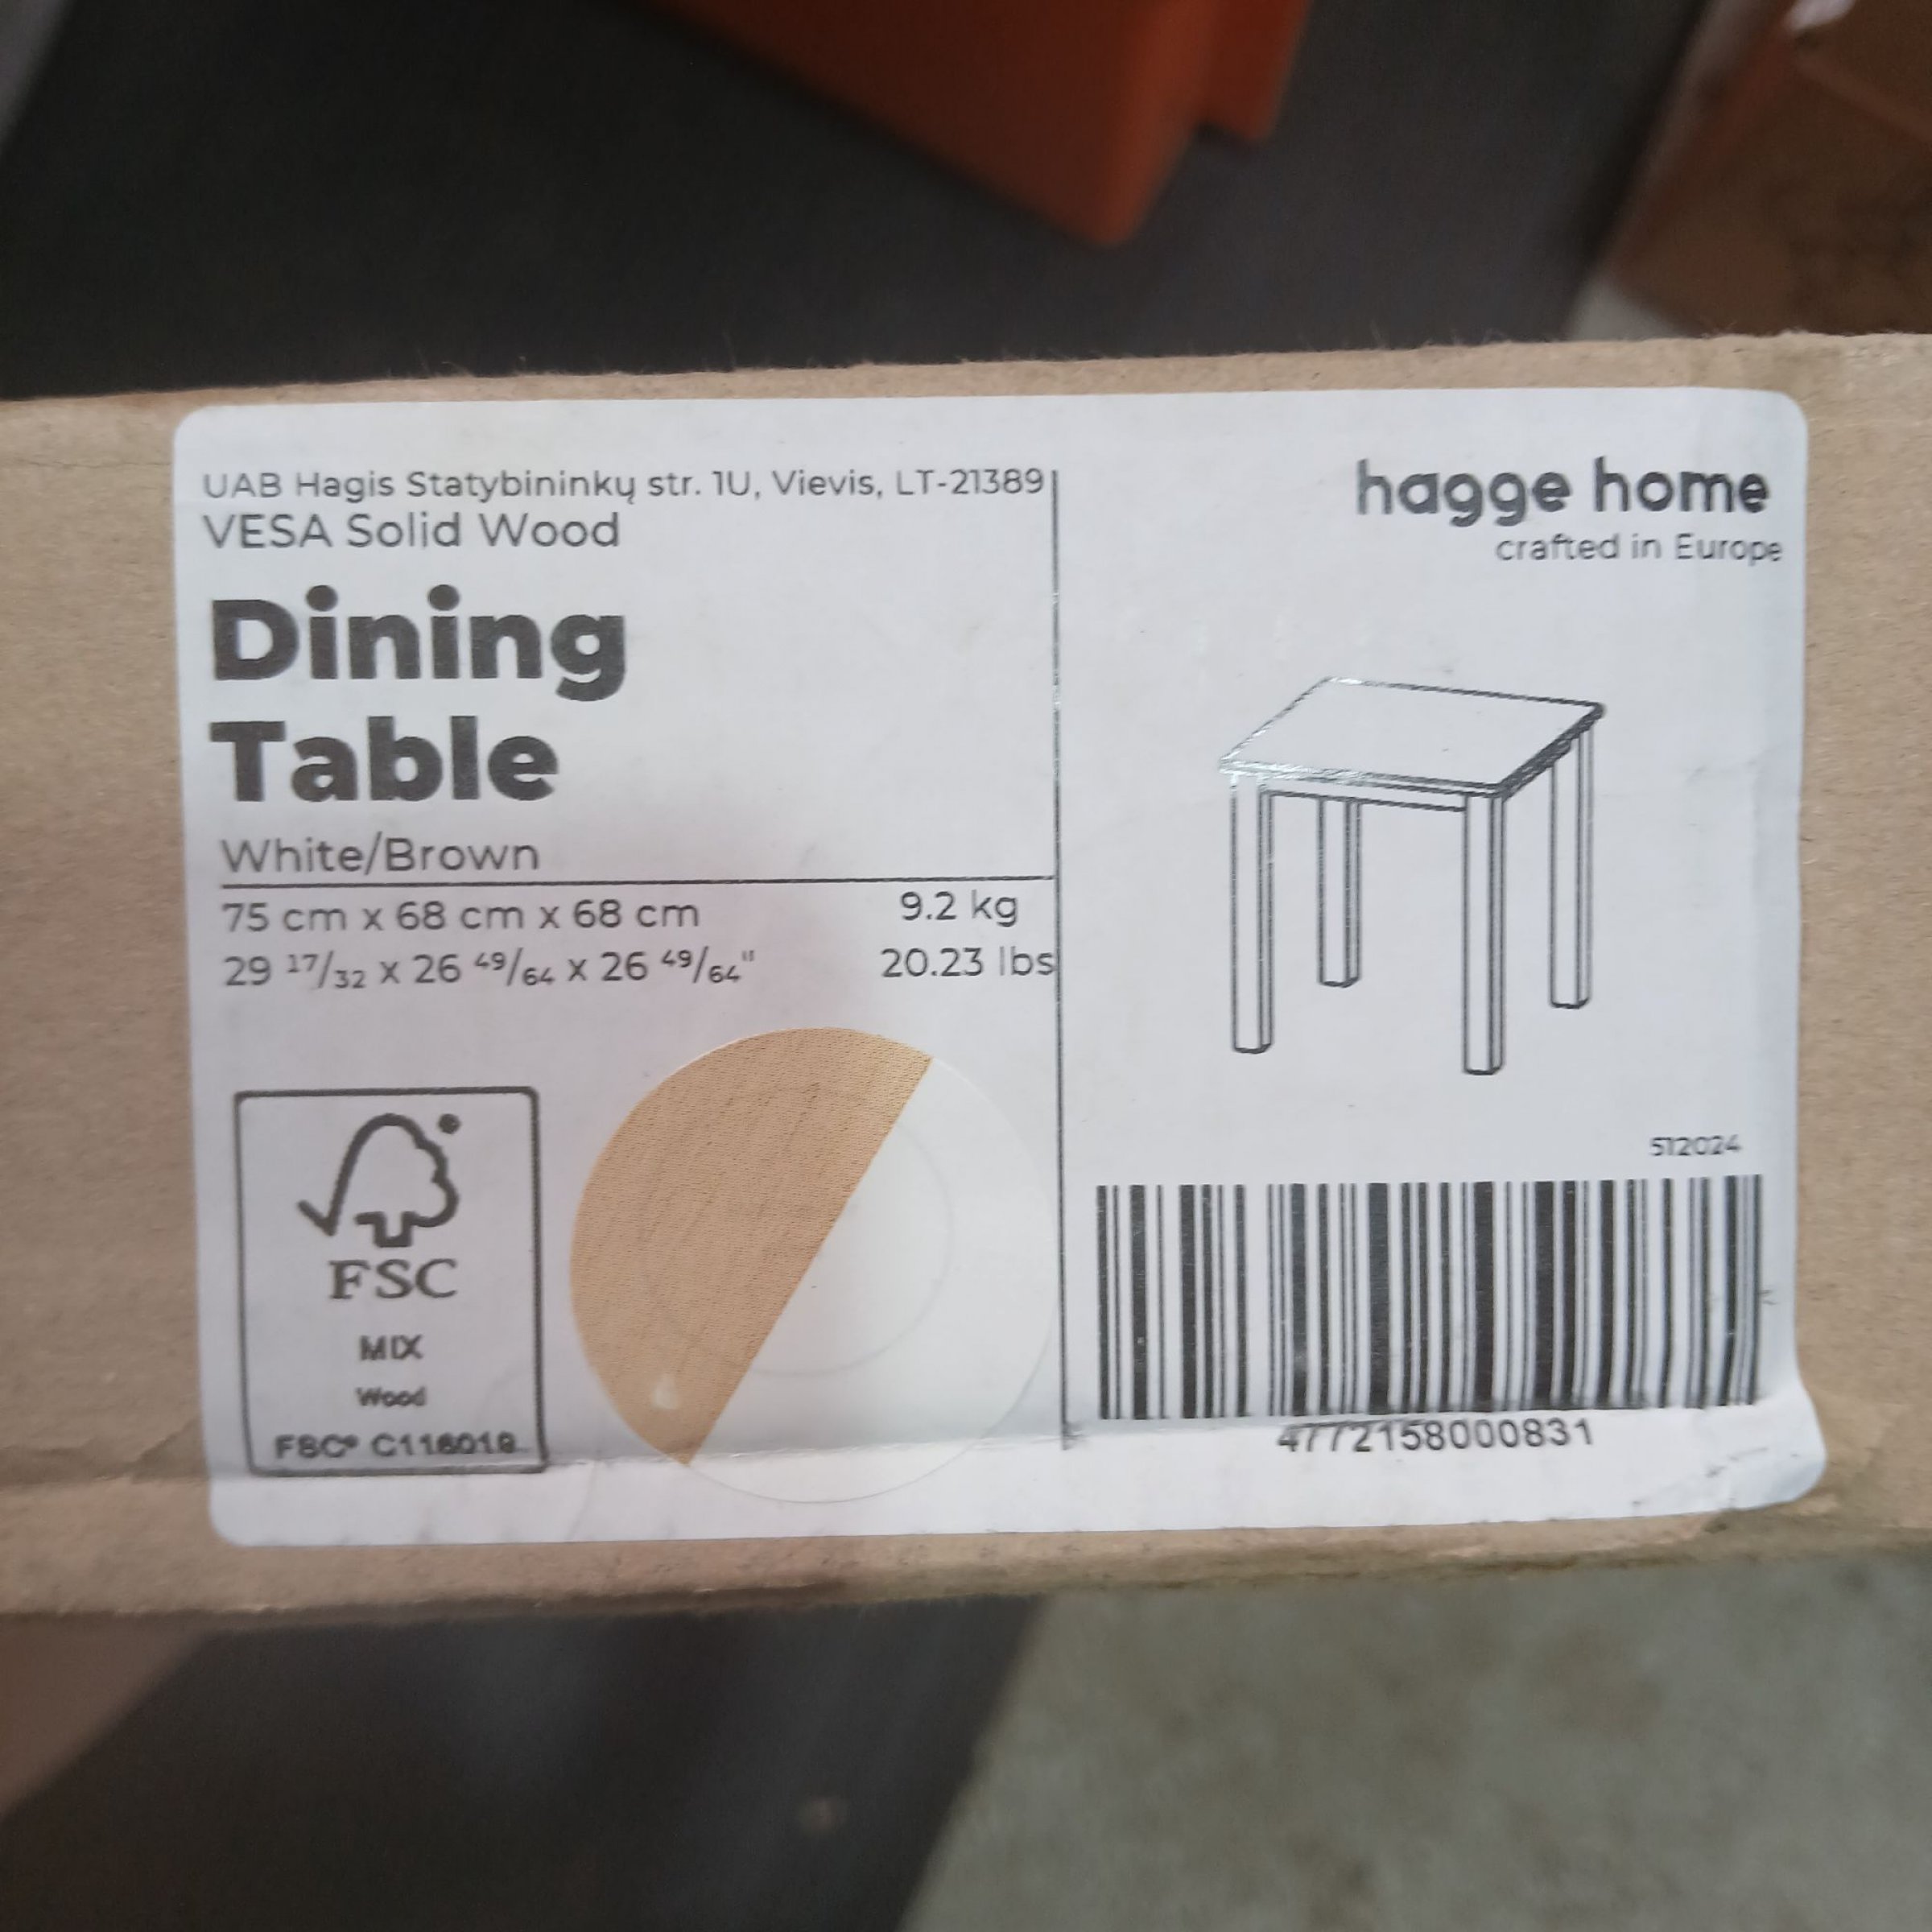 UAB Hagis Statybininkų str. 1U, Vievis, LT-21389
VESA Solid Wood
Dining
Table
White/Brown
75 cm x 68 cm x 68 cm 9.2 kg
29 17/32 x 26 49/64 x 26 49/64" 20.23 lbs
FSC
MIX
Wood
FSC® C116019
hagge home
crafted in Europe
512024
4772158000831